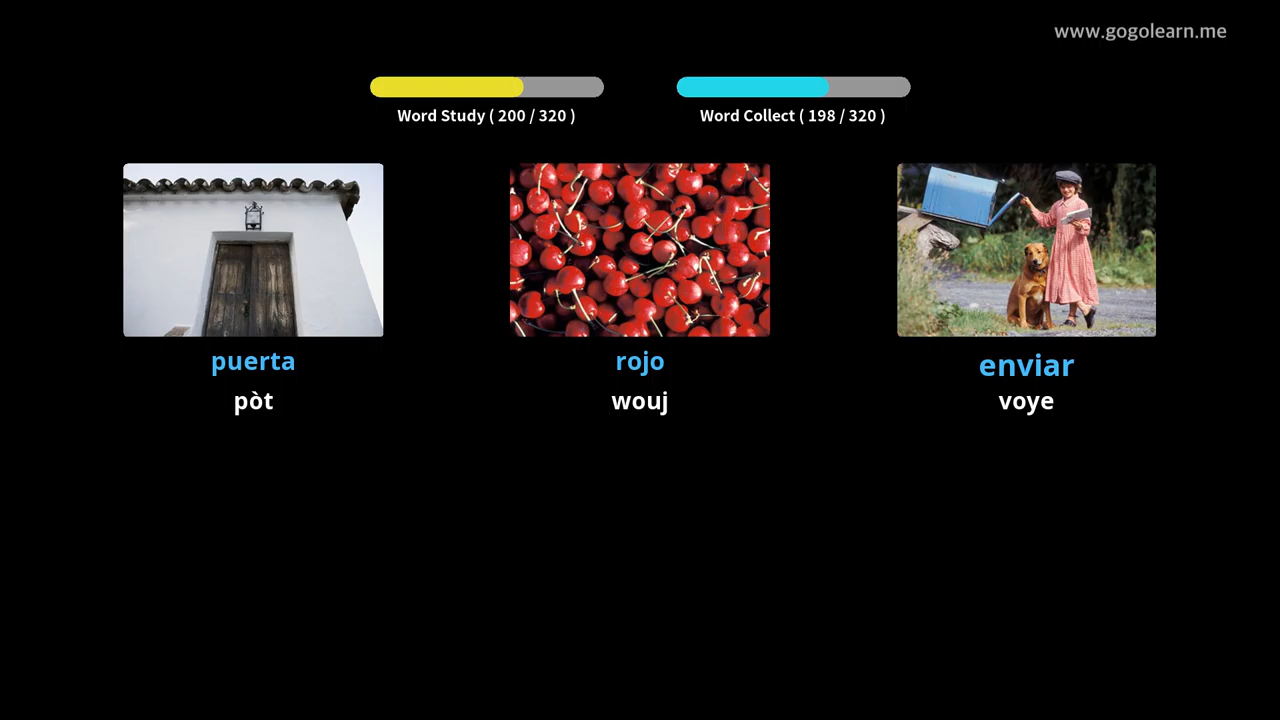 www.gogolearn.me
Word Study ( 200 / 320 )
Word Collect ( 198 / 320 )
puerta
rojo
enviar
pòt
wouj
voye